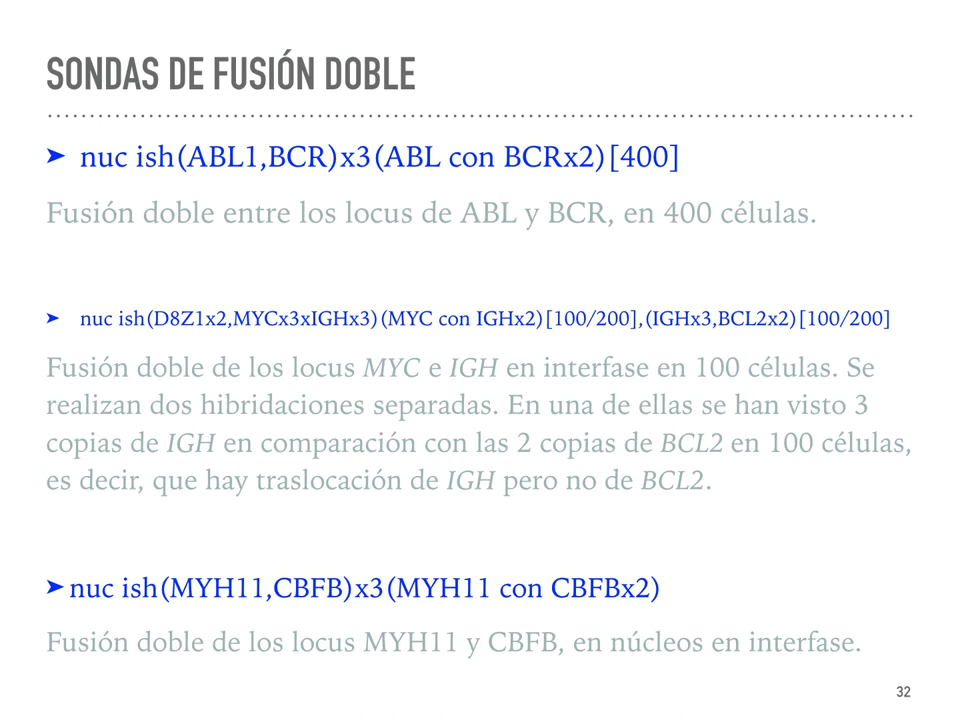 SONDAS DE FUSIÓN DOBLE
➤ nuc ish(ABL1,BCR)x3(ABL con BCRx2)[400]
Fusión doble entre los locus de ABL y BCR, en 400 células.
➤ nuc ish(D8Z1x2,MYCx3xIGHx3)(MYC con IGHx2)[100/200],(IGHx3,BCL2x2)[100/200]
Fusión doble de los locus MYC e IGH en interfase en 100 células. Se
realizan dos hibridaciones separadas. En una de ellas se han visto 3
copias de IGH en comparación con las 2 copias de BCL2 en 100 células,
es decir, que hay traslocación de IGH pero no de BCL2.
➤ nuc ish(MYH11,CBFB)x3(MYH11 con CBFBx2)
Fusión doble de los locus MYH11 y CBFB, en núcleos en interfase.
32